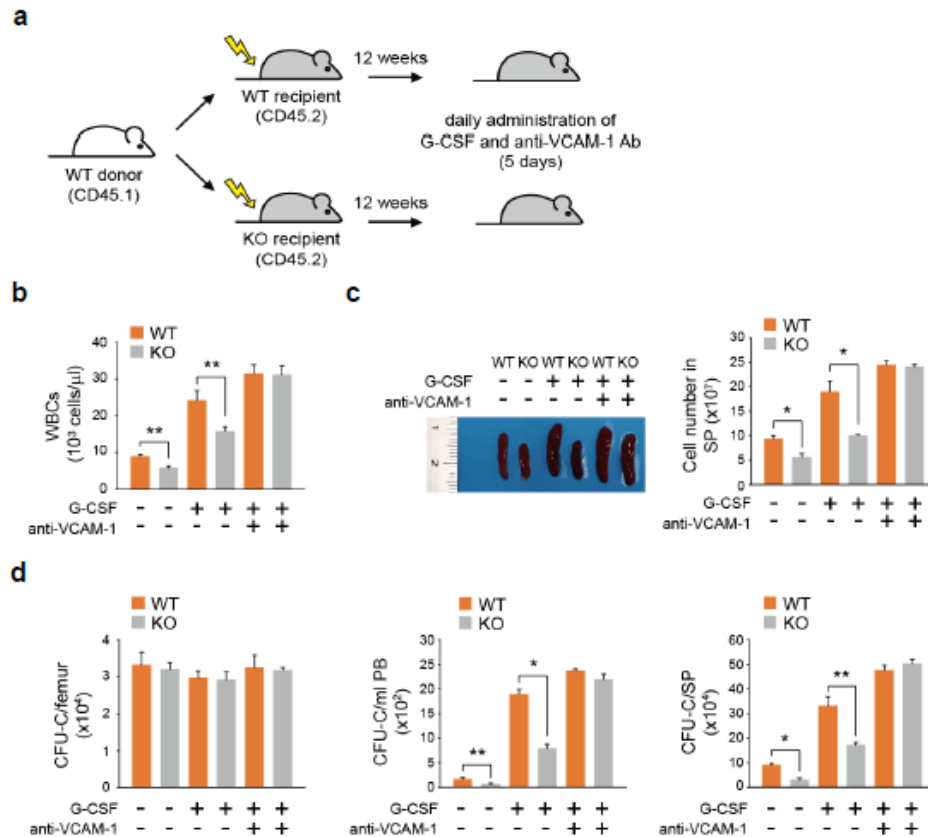 a
WT donor
(CD45.1)
WT recipient
(CD45.2)
12 weeks
daily administration of
G-CSF and anti-VCAM-1 Ab
(5 days)
KO recipient
(CD45.2)
12 weeks
b
WT
KO
WBCs
(10³ cells/μl)
40
30
20
10
0
**
**
G-CSF - - + + + +
anti-VCAM-1 - - - - + +
c
WT KO WT KO WT KO
G-CSF - - + + + +
anti-VCAM-1 - - - - + +
1
2
WT
KO
Cell number in
SP (x10⁷)
30
25
20
15
10
5
0
*
*
G-CSF - - + + + +
anti-VCAM-1 - - - - + +
d
WT
KO
CFU-C/femur
(x10⁴)
4
3
2
1
0
G-CSF - - + + + +
anti-VCAM-1 - - - - + +
WT
KO
CFU-C/ml PB
(x10²)
30
25
20
15
10
5
0
**
*
G-CSF - - + + + +
anti-VCAM-1 - - - - + +
WT
KO
CFU-C/SP
(x10⁴)
60
50
40
30
20
10
0
*
**
G-CSF - - + + + +
anti-VCAM-1 - - - - + +